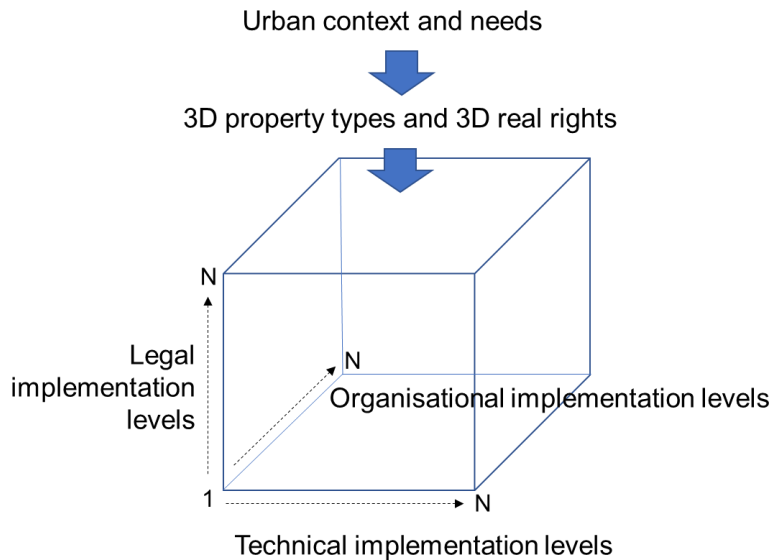 Urban context and needs
3D property types and 3D real rights
N
Legal
implementation
levels
N
Organisational implementation levels
1
N
Technical implementation levels